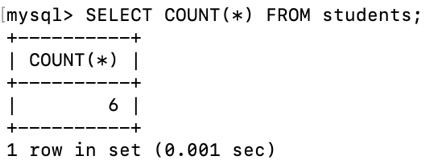 [mysql> SELECT COUNT(*) FROM students;
+----------+
| COUNT(*) |
+----------+
|        6 |
+----------+
1 row in set (0.001 sec)